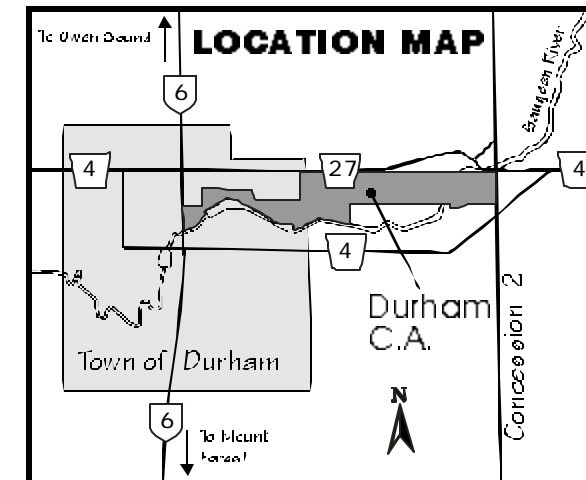 To Owen Sound
LOCATION MAP
Saugeen River
6
4
27
4
4
Durham
C.A.
Concession 2
Town of Durham
N
6
To Mount
Forest